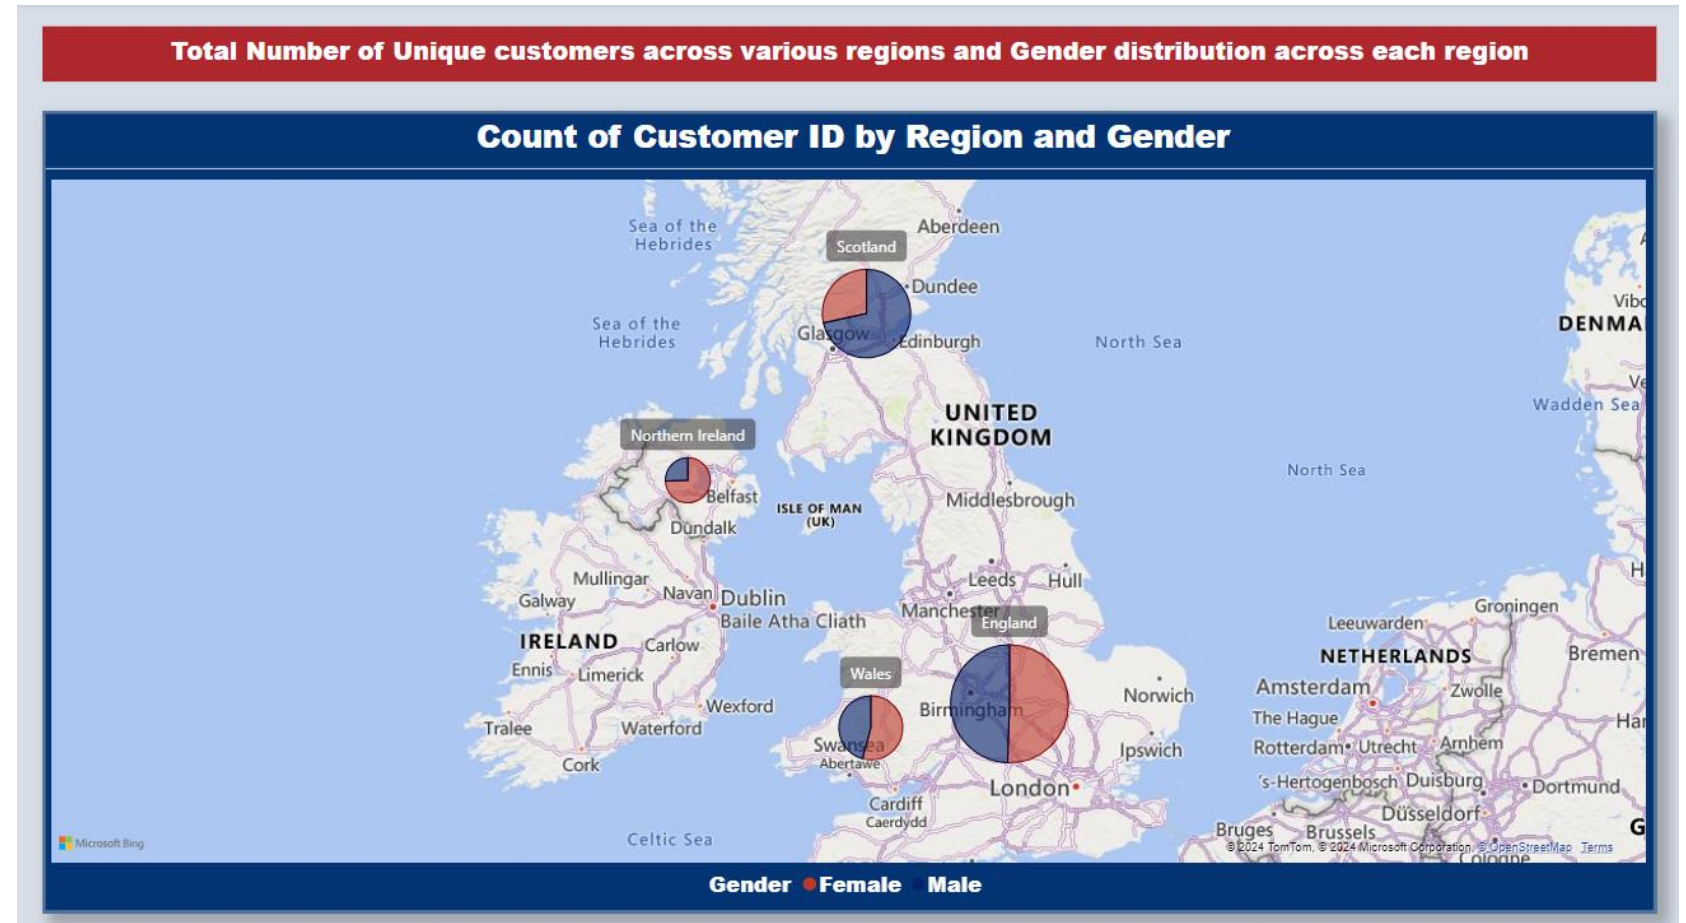 Total Number of Unique customers across various regions and Gender distribution across each region
Count of Customer ID by Region and Gender
Sea of the
Hebrides
Aberdeen
Scotland
Dundee
Sea of the
Hebrides
Glasgow
Edinburgh
North Sea
DENMA
Wadden Sea
UNITED
KINGDOM
Northern Ireland
North Sea
Belfast
ISLE OF MAN
(UK)
Middlesbrough
Dundalk
Mullingar
Navan
Leeds
Hull
Galway
Dublin
Baile Atha Cliath
Manchester
England
Groningen
Leeuwarden
IRELAND
Carlow
NETHERLANDS
Bremen
Ennis
Limerick
Wales
Amsterdam
Zwolle
Norwich
Wexford
Birmingham
The Hague
Tralee
Waterford
Swansea
Abertawe
Ipswich
Rotterdam
Utrecht
Arnhem
Cork
London
's-Hertogenbosch
Duisburg
Dortmund
Cardiff
Caerdydd
Düsseldorf
Bruges
Brussels
G
Celtic Sea
Microsoft Bing
© 2024 TomTom, © 2024 Microsoft Corporation, © OpenStreetMap Terms
Cologne
Gender Female Male